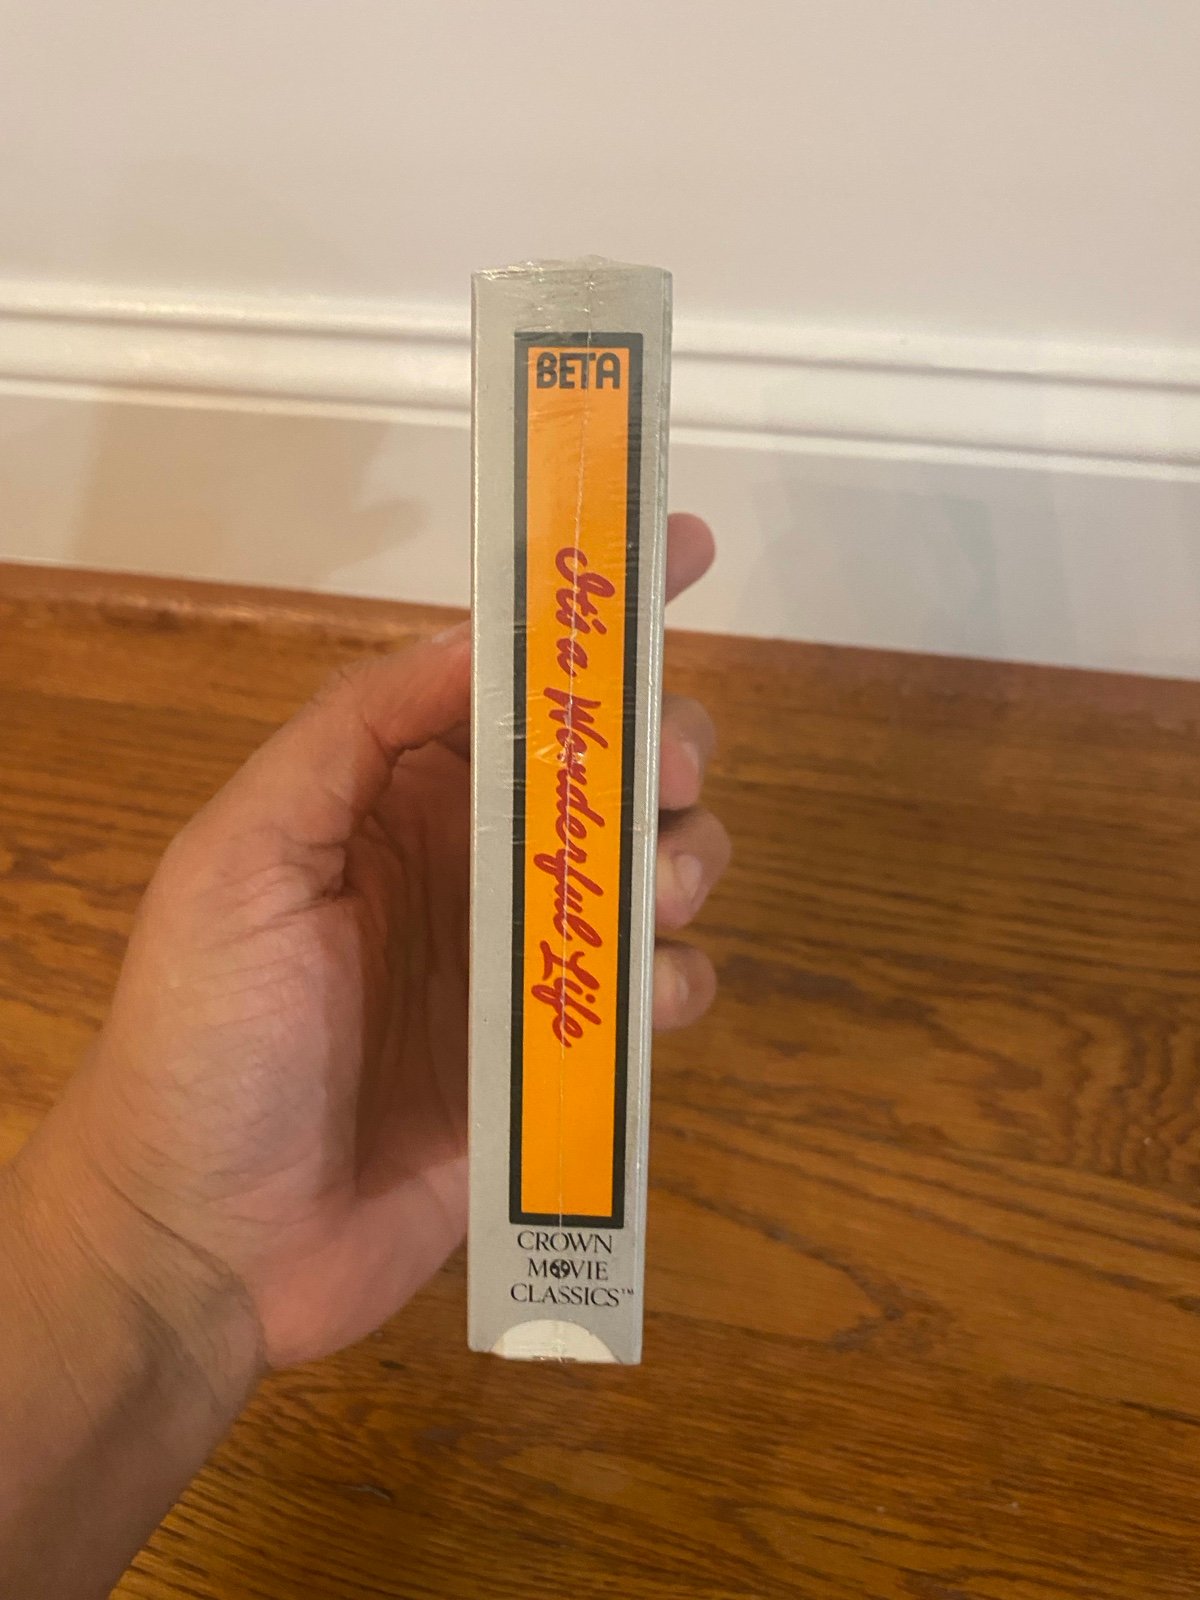 BETA
It's a Wonderful Life
CROWN
MOVIE
CLASSICS™